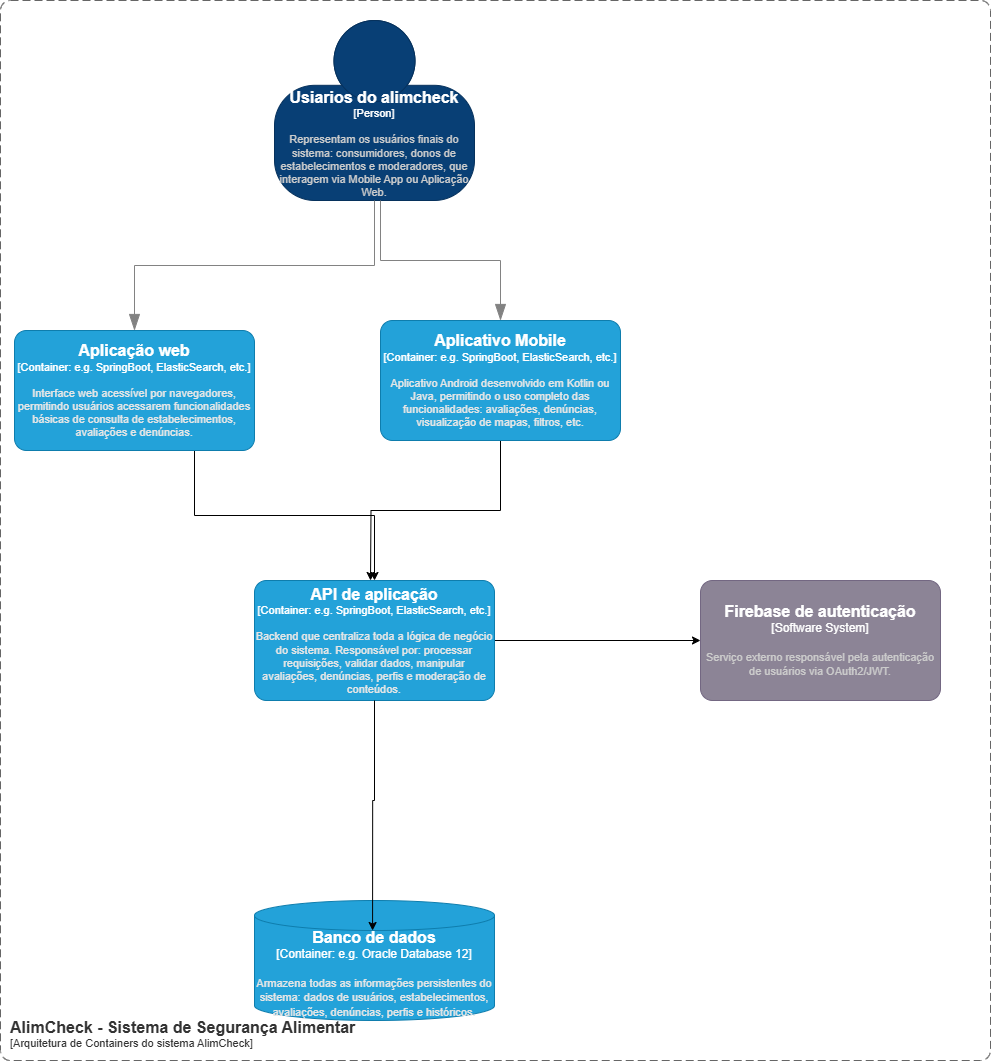 Usiarios do alimcheck
[Person]
Representam os usuários finais do
sistema: consumidores, donos de
estabelecimentos e moderadores, que
interagem via Mobile App ou Aplicação
Web.
Aplicação web
[Container: e.g. SpringBoot, ElasticSearch, etc.]
Interface web acessível por navegadores,
permitindo usuários acessarem funcionalidades
básicas de consulta de estabelecimentos,
avaliações e denúncias.
Aplicativo Mobile
[Container: e.g. SpringBoot, ElasticSearch, etc.]
Aplicativo Android desenvolvido em Kotlin ou
Java, permitindo o uso completo das
funcionalidades: avaliações, denúncias,
visualização de mapas, filtros, etc.
API de aplicação
[Container: e.g. SpringBoot, ElasticSearch, etc.]
Backend que centraliza toda a lógica de negócio
do sistema. Responsável por: processar
requisições, validar dados, manipular
avaliações, denúncias, perfis e moderação de
conteúdos.
Firebase de autenticação
[Software System]
Serviço externo responsável pela autenticação
de usuários via OAuth2/JWT.
Banco de dados
[Container: e.g. Oracle Database 12]
Armazena todas as informações persistentes do
sistema: dados de usuários, estabelecimentos,
avaliações, denúncias, perfis e históricos.
AlimCheck - Sistema de Segurança Alimentar
[Arquitetura de Containers do sistema AlimCheck]